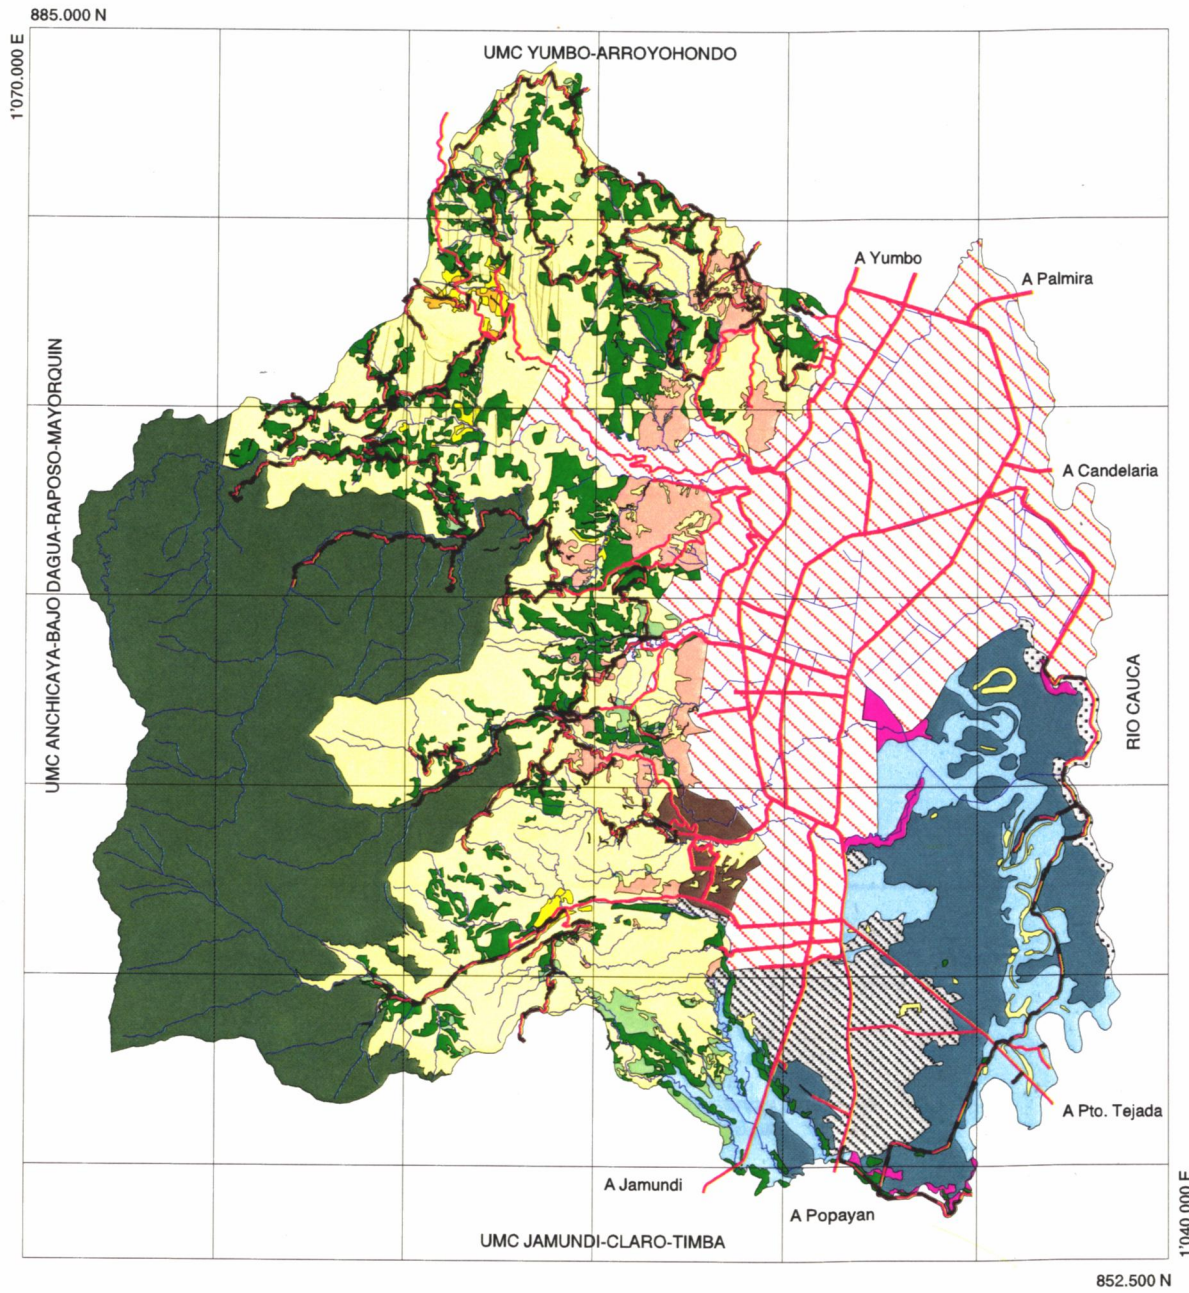 885.000 N
1'070.000 E
UMC YUMBO-ARROYOHONDO
A Yumbo
A Palmira
UMC ANCHICAYA-BAJO DAGUA-RAPOSO-MAYORQUIN
A Candelaria
RIO CAUCA
A Pto. Tejada
A Jamundi
A Popayan
UMC JAMUNDI-CLARO-TIMBA
1'040.000 E
852.500 N